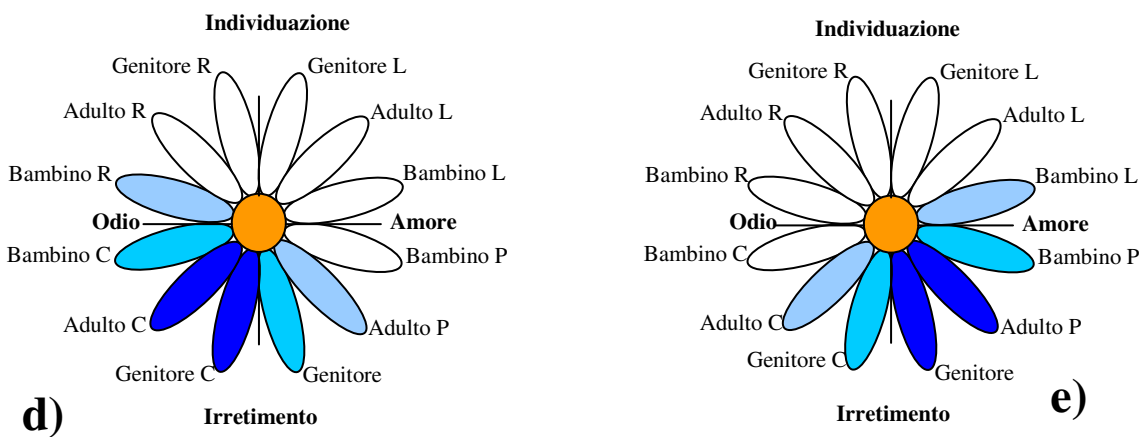 Individuazione
Genitore R
Genitore L
Adulto R
Adulto L
Bambino R
Bambino L
Odio
Amore
Bambino C
Bambino P
Adulto C
Adulto P
Genitore C
Genitore
Irretimento
d)
Individuazione
Genitore R
Genitore L
Adulto R
Adulto L
Bambino R
Bambino L
Odio
Amore
Bambino C
Bambino P
Adulto C
Adulto P
Genitore C
Genitore
Irretimento
e)